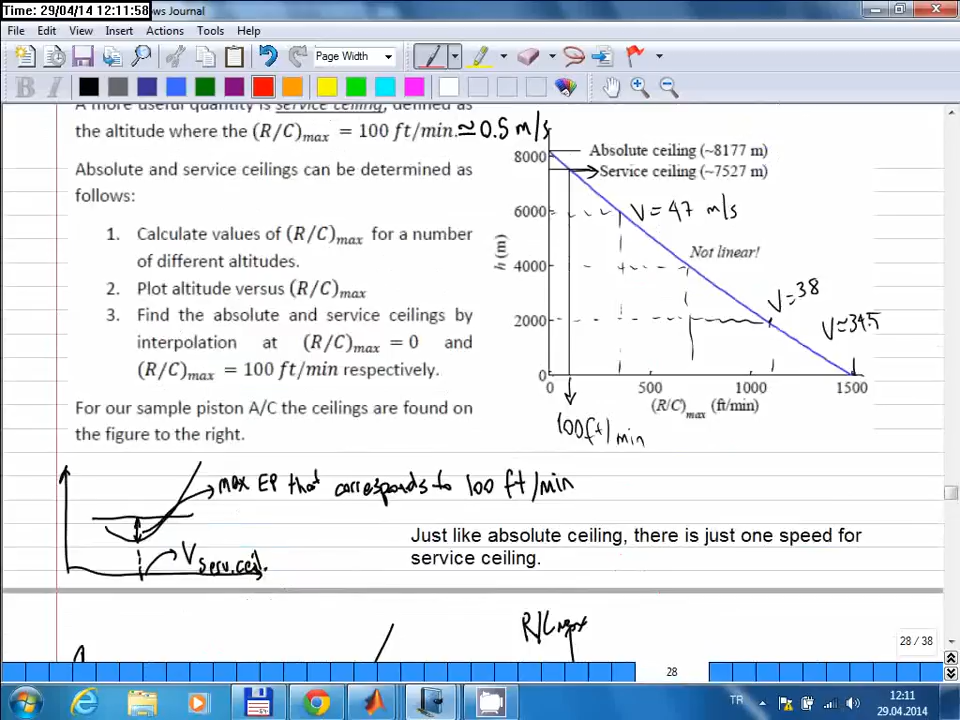 Time: 29/04/14 12:11:58
ws Journal
File Edit View Insert Actions Tools Help
Page Width
B I
A more useful quantity is service ceiling, defined as
the altitude where the (R/C)max = 100 ft/min. ≃ 0.5 m/s
Absolute and service ceilings can be determined as
follows:
1. Calculate values of (R/C)max for a number
of different altitudes.
2. Plot altitude versus (R/C)max
3. Find the absolute and service ceilings by
interpolation at (R/C)max = 0 and
(R/C)max = 100 ft/min respectively.
For our sample piston A/C the ceilings are found on
the figure to the right.
Absolute ceiling (~8177 m)
Service ceiling (~7527 m)
V = 47 m/s
Not linear!
V = 38
V = 34.5
h (m)
8000
6000
4000
2000
0
0 500 1000 1500
(R/C)max (ft/min)
100 ft/min
max EP that corresponds to 100 ft/min
V serv.ceil.
Just like absolute ceiling, there is just one speed for
service ceiling.
R/C
28 / 38
28
TR
12:11
29.04.2014